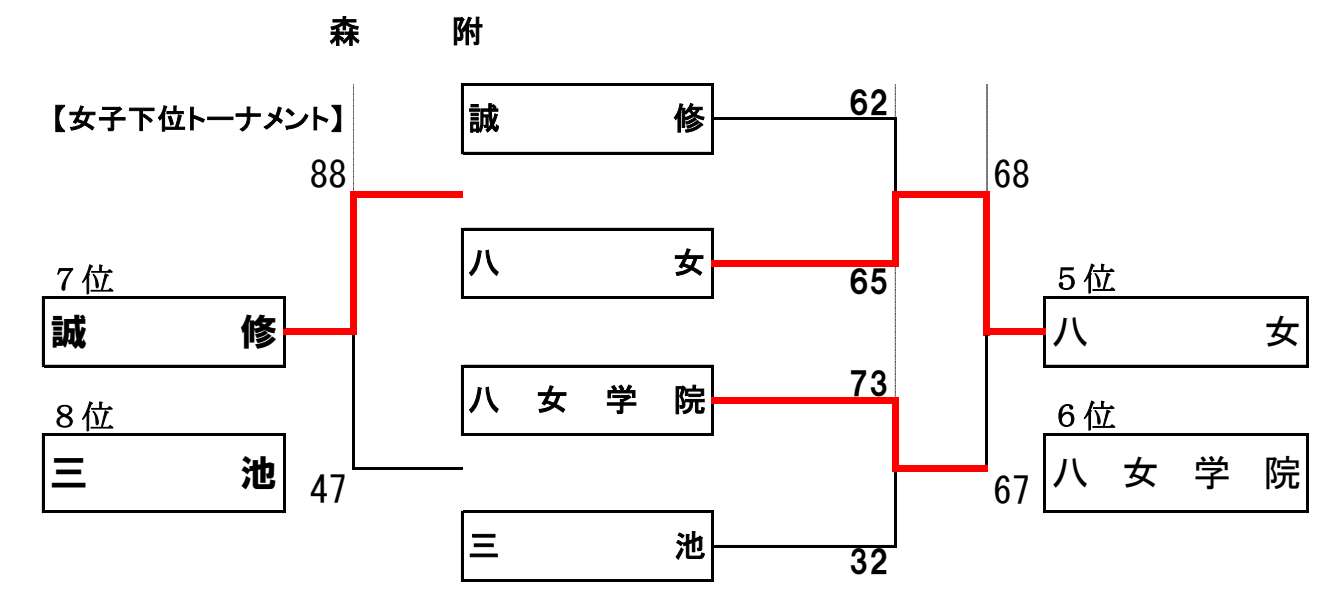 森 附
【女子下位トーナメント】
誠 修 62
88 68
八 女 65
7位 5位
誠 修 八 女
八女学院 73
8位 6位
三 池 八女学院
47 67
三 池 32